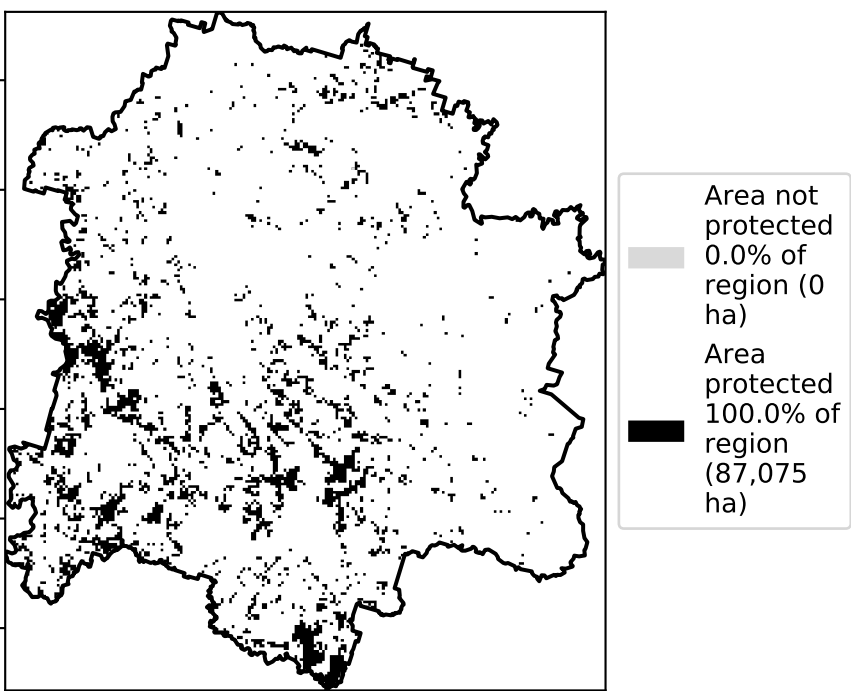 Area not
protected
0.0% of
region (0
ha)
Area
protected
100.0% of
region
(87,075
ha)